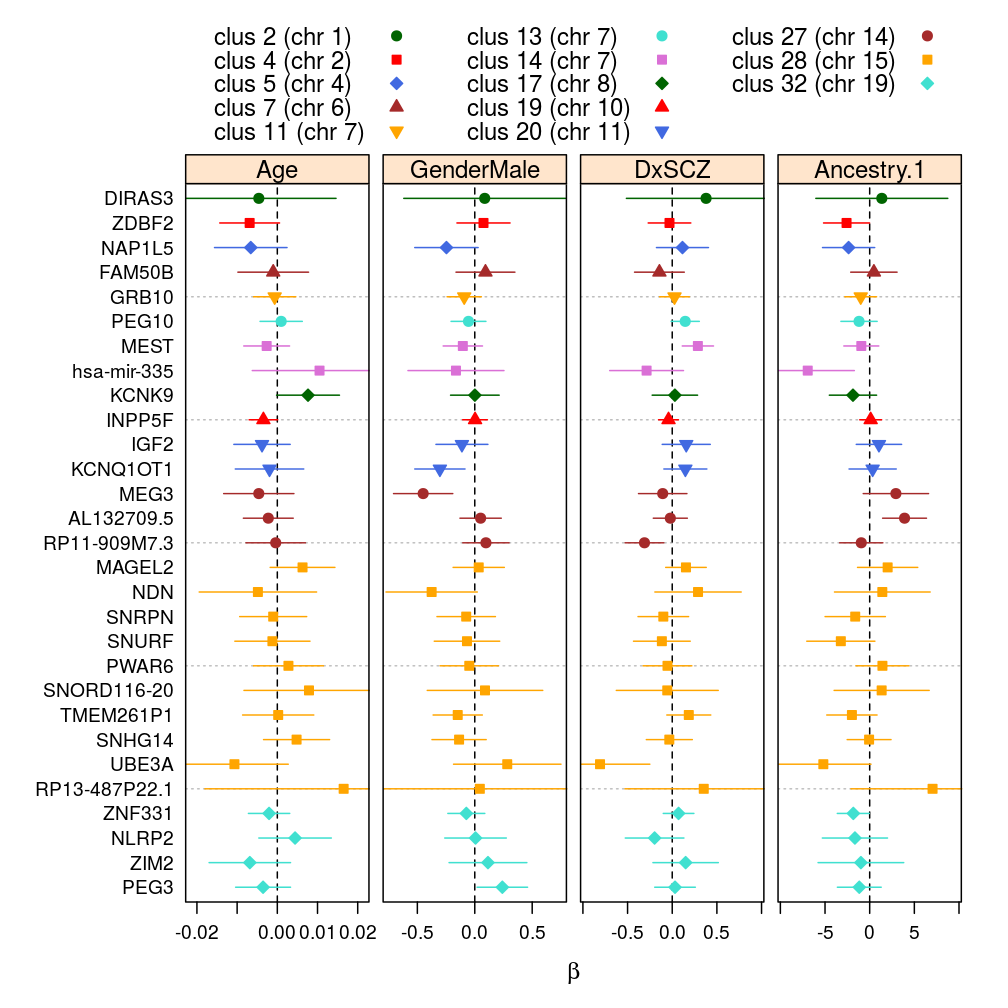 clus 2 (chr 1) clus 13 (chr 7) clus 27 (chr 14)
clus 4 (chr 2) clus 14 (chr 7) clus 28 (chr 15)
clus 5 (chr 4) clus 17 (chr 8) clus 32 (chr 19)
clus 7 (chr 6) clus 19 (chr 10)
clus 11 (chr 7) clus 20 (chr 11)
Age GenderMale DxSCZ Ancestry.1
DIRAS3
ZDBF2
NAP1L5
FAM50B
GRB10
PEG10
MEST
hsa-mir-335
KCNK9
INPP5F
IGF2
KCNQ1OT1
MEG3
AL132709.5
RP11-909M7.3
MAGEL2
NDN
SNRPN
SNURF
PWAR6
SNORD116-20
TMEM261P1
SNHG14
UBE3A
RP13-487P22.1
ZNF331
NLRP2
ZIM2
PEG3
-0.02 0.00 0.01 0.02 -0.5 0.0 0.5 -0.5 0.0 0.5 -5 0 5
β